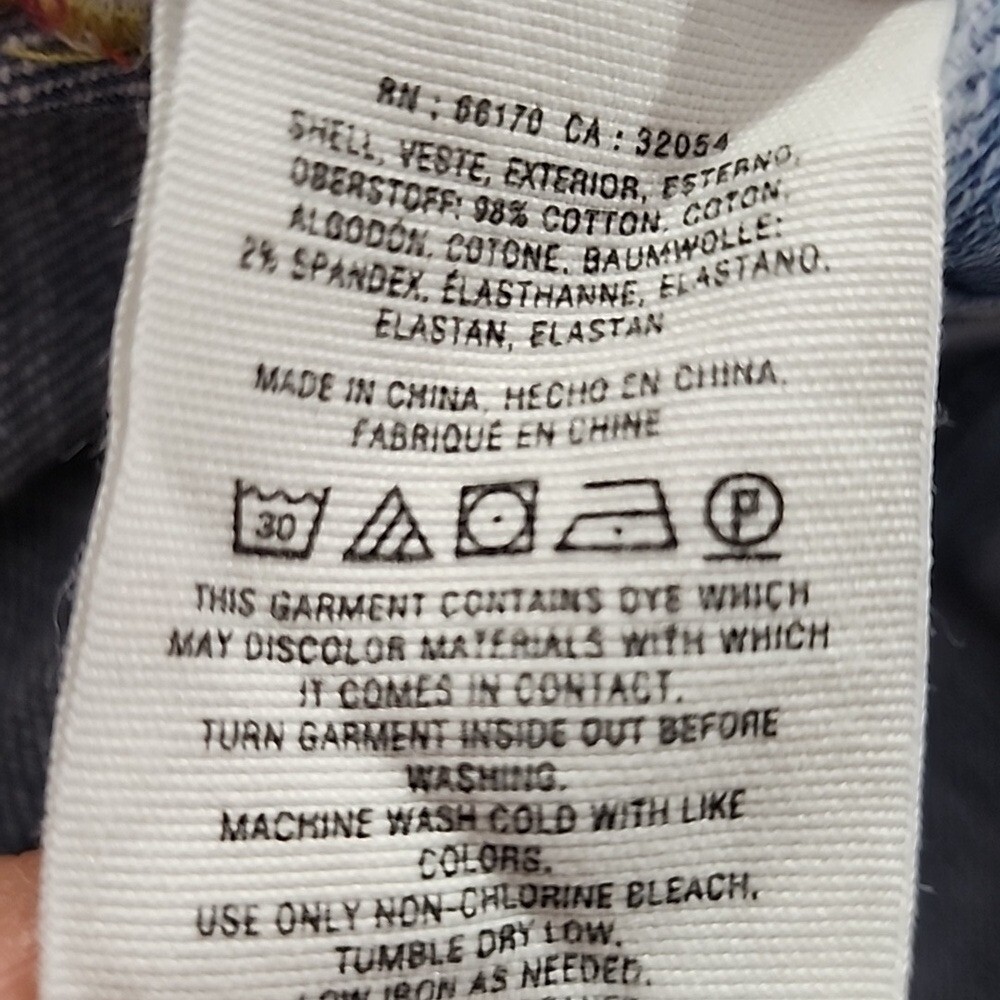 RN : 66170 CA : 32054
SHELL, VESTE, EXTERIOR, ESTERNO,
OBERSTOFF: 98% COTTON, COTON,
ALGODÓN, COTONE, BAUMWOLLE;
2% SPANDEX, ÉLASTHANNE, ELASTANO,
ELASTAN, ELASTAN
MADE IN CHINA, HECHO EN CHINA,
FABRIQUÉ EN CHINE
30 P
THIS GARMENT CONTAINS DYE WHICH
MAY DISCOLOR MATERIALS WITH WHICH
IT COMES IN CONTACT.
TURN GARMENT INSIDE OUT BEFORE
WASHING.
MACHINE WASH COLD WITH LIKE
COLORS.
USE ONLY NON-CHLORINE BLEACH.
TUMBLE DRY LOW.
LOW IRON AS NEEDED.